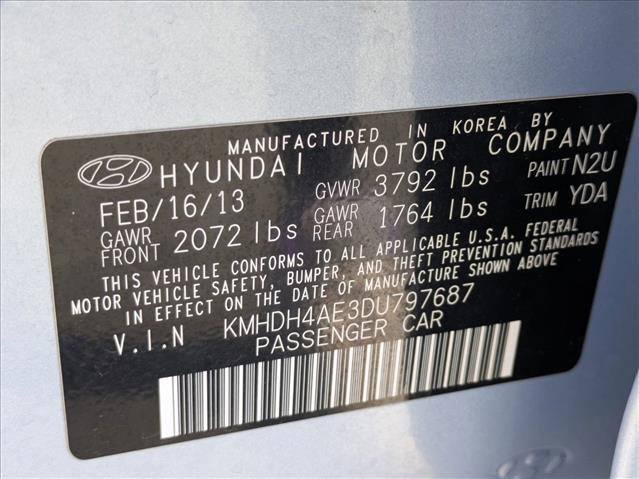 MANUFACTURED IN KOREA BY
HYUNDAI MOTOR COMPANY
FEB/16/13 GVWR 3792 lbs PAINT N2U
GAWR FRONT 2072 lbs GAWR REAR 1764 lbs TRIM YDA
THIS VEHICLE CONFORMS TO ALL APPLICABLE U.S.A. FEDERAL
MOTOR VEHICLE SAFETY, BUMPER, AND THEFT PREVENTION STANDARDS
IN EFFECT ON THE DATE OF MANUFACTURE SHOWN ABOVE
V.I.N KMHDH4AE3DU797687
PASSENGER CAR